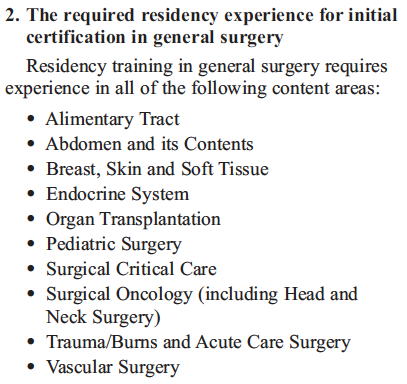 2. The required residency experience for initial
certification in general surgery
Residency training in general surgery requires
experience in all of the following content areas:
• Alimentary Tract
• Abdomen and its Contents
• Breast, Skin and Soft Tissue
• Endocrine System
• Organ Transplantation
• Pediatric Surgery
• Surgical Critical Care
• Surgical Oncology (including Head and
Neck Surgery)
• Trauma/Burns and Acute Care Surgery
• Vascular Surgery